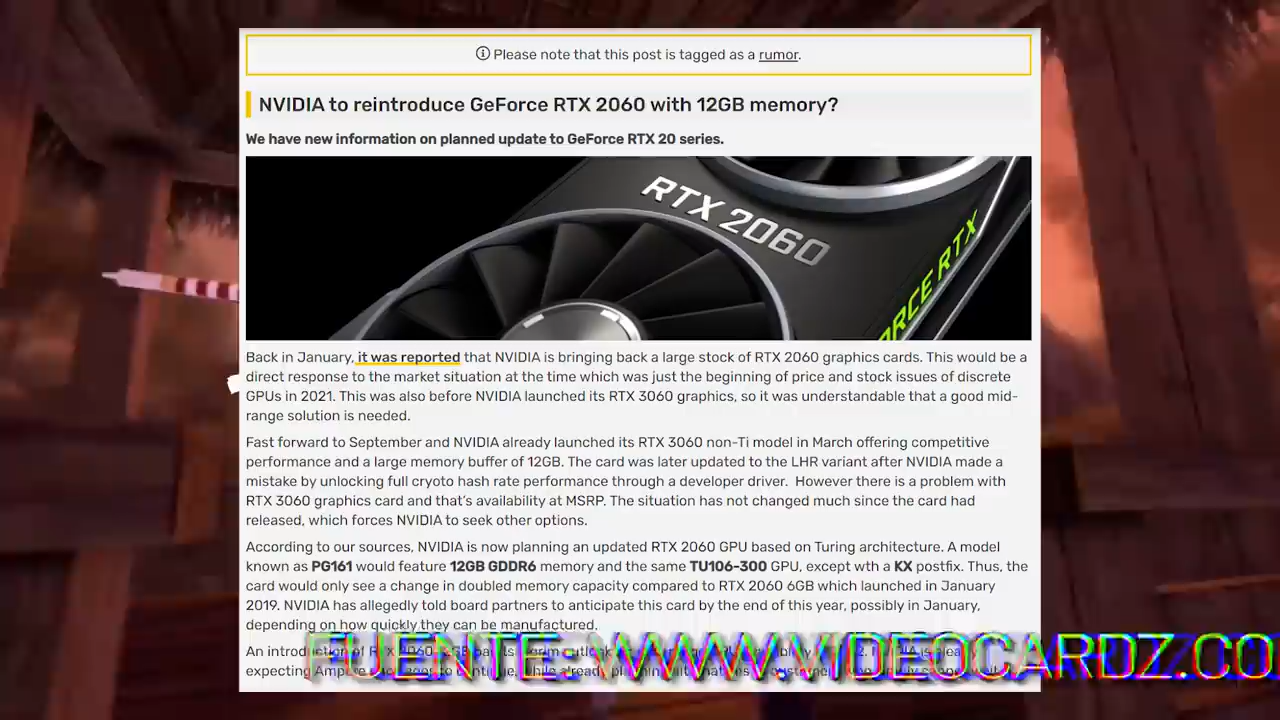 Please note that this post is tagged as a rumor.
NVIDIA to reintroduce GeForce RTX 2060 with 12GB memory?
We have new information on planned update to GeForce RTX 20 series.
RTX 2060
FORCE RTX
Back in January, it was reported that NVIDIA is bringing back a large stock of RTX 2060 graphics cards. This would be a
direct response to the market situation at the time which was just the beginning of price and stock issues of discrete
GPUs in 2021. This was also before NVIDIA launched its RTX 3060 graphics, so it was understandable that a good mid-
range solution is needed.
Fast forward to September and NVIDIA already launched its RTX 3060 non-Ti model in March offering competitive
performance and a large memory buffer of 12GB. The card was later updated to the LHR variant after NVIDIA made a
mistake by unlocking full cryoto hash rate performance through a developer driver. However there is a problem with
RTX 3060 graphics card and that's availability at MSRP. The situation has not changed much since the card had
released, which forces NVIDIA to seek other options.
According to our sources, NVIDIA is now planning an updated RTX 2060 GPU based on Turing architecture. A model
known as PG161 would feature 12GB GDDR6 memory and the same TU106-300 GPU, except wth a KX postfix. Thus, the
card would only see a change in doubled memory capacity compared to RTX 2060 6GB which launched in January
2019. NVIDIA has allegedly told board partners to anticipate this card by the end of this year, possibly in January,
depending on how quickly they can be manufactured.
An introduction of RTX 2060
expecting
FUENTE: WWW.VIDEOCARDZ.CO